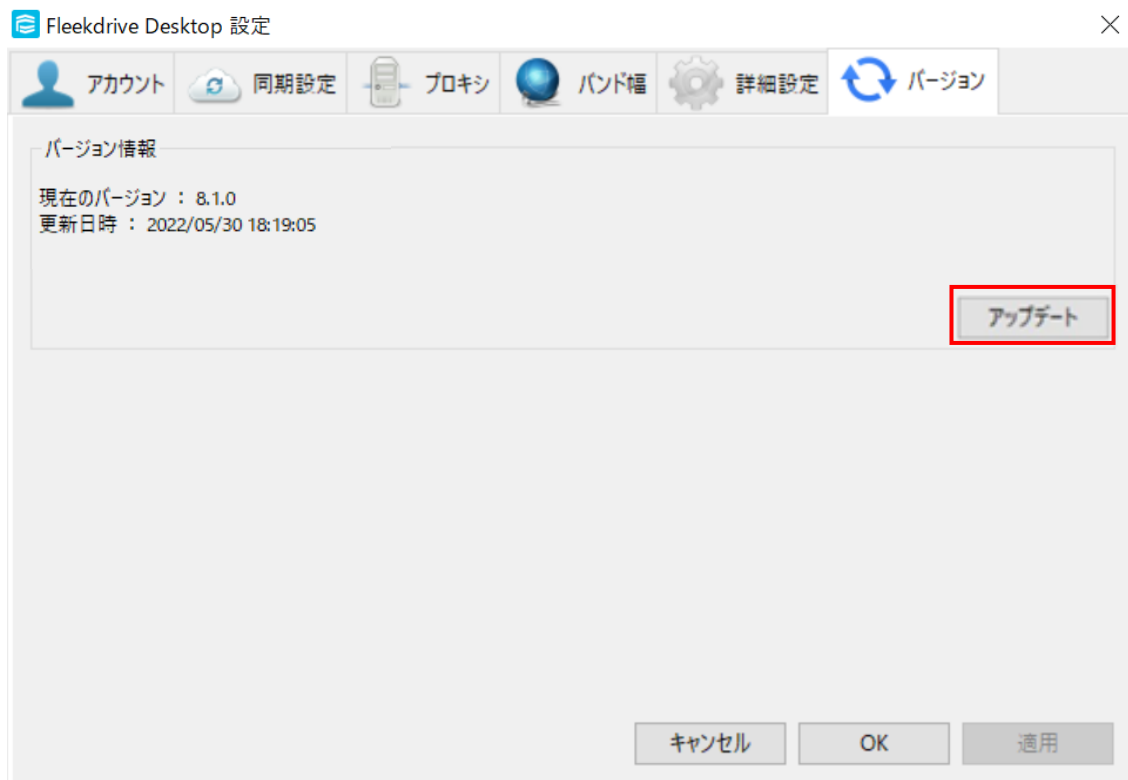 Fleekdrive Desktop 設定
アカウント 同期設定 プロキシ バンド幅 詳細設定 バージョン
バージョン情報
現在のバージョン : 8.1.0
更新日時 : 2022/05/30 18:19:05
アップデート
キャンセル OK 適用